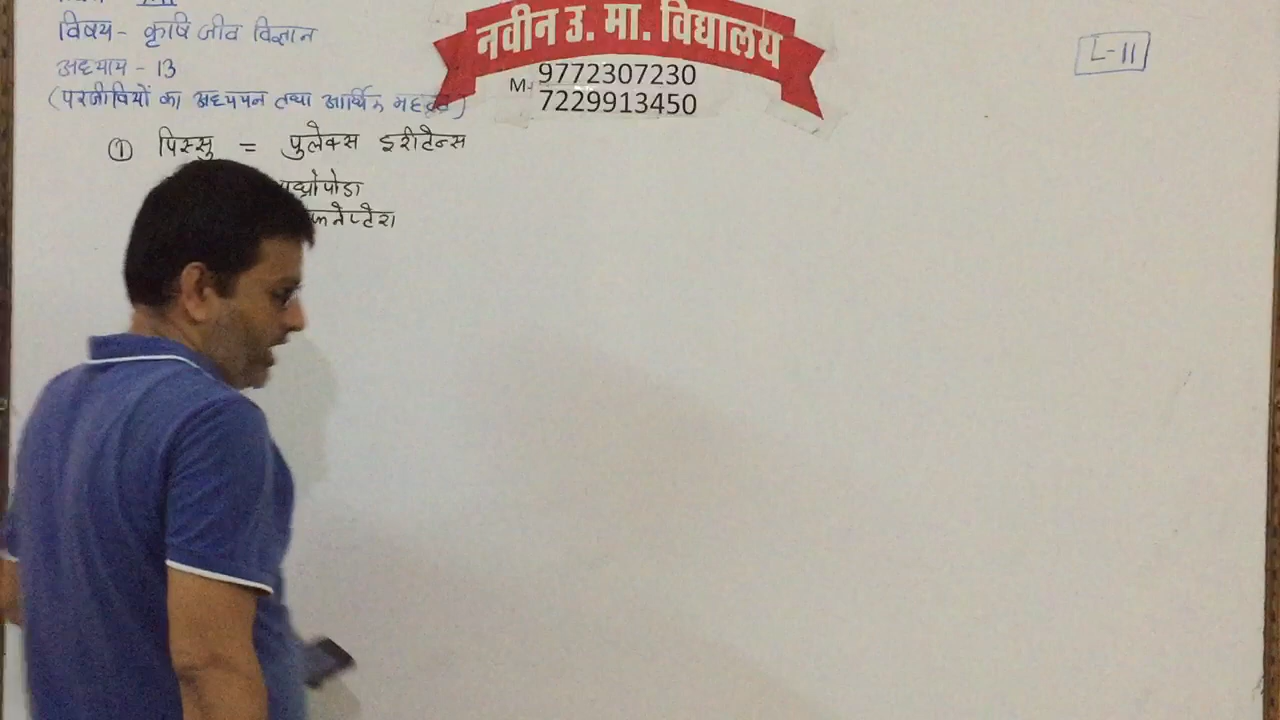 विषय - कृषि जीव विज्ञान
अध्याय - 13
(परजीवियों का अध्ययन तथा आर्थिक महत्व)
① पिस्सु = पुलेक्स इरीटेन्स
नवीन उ. मा. विद्यालय
M- 9772307230
7229913450
L-11